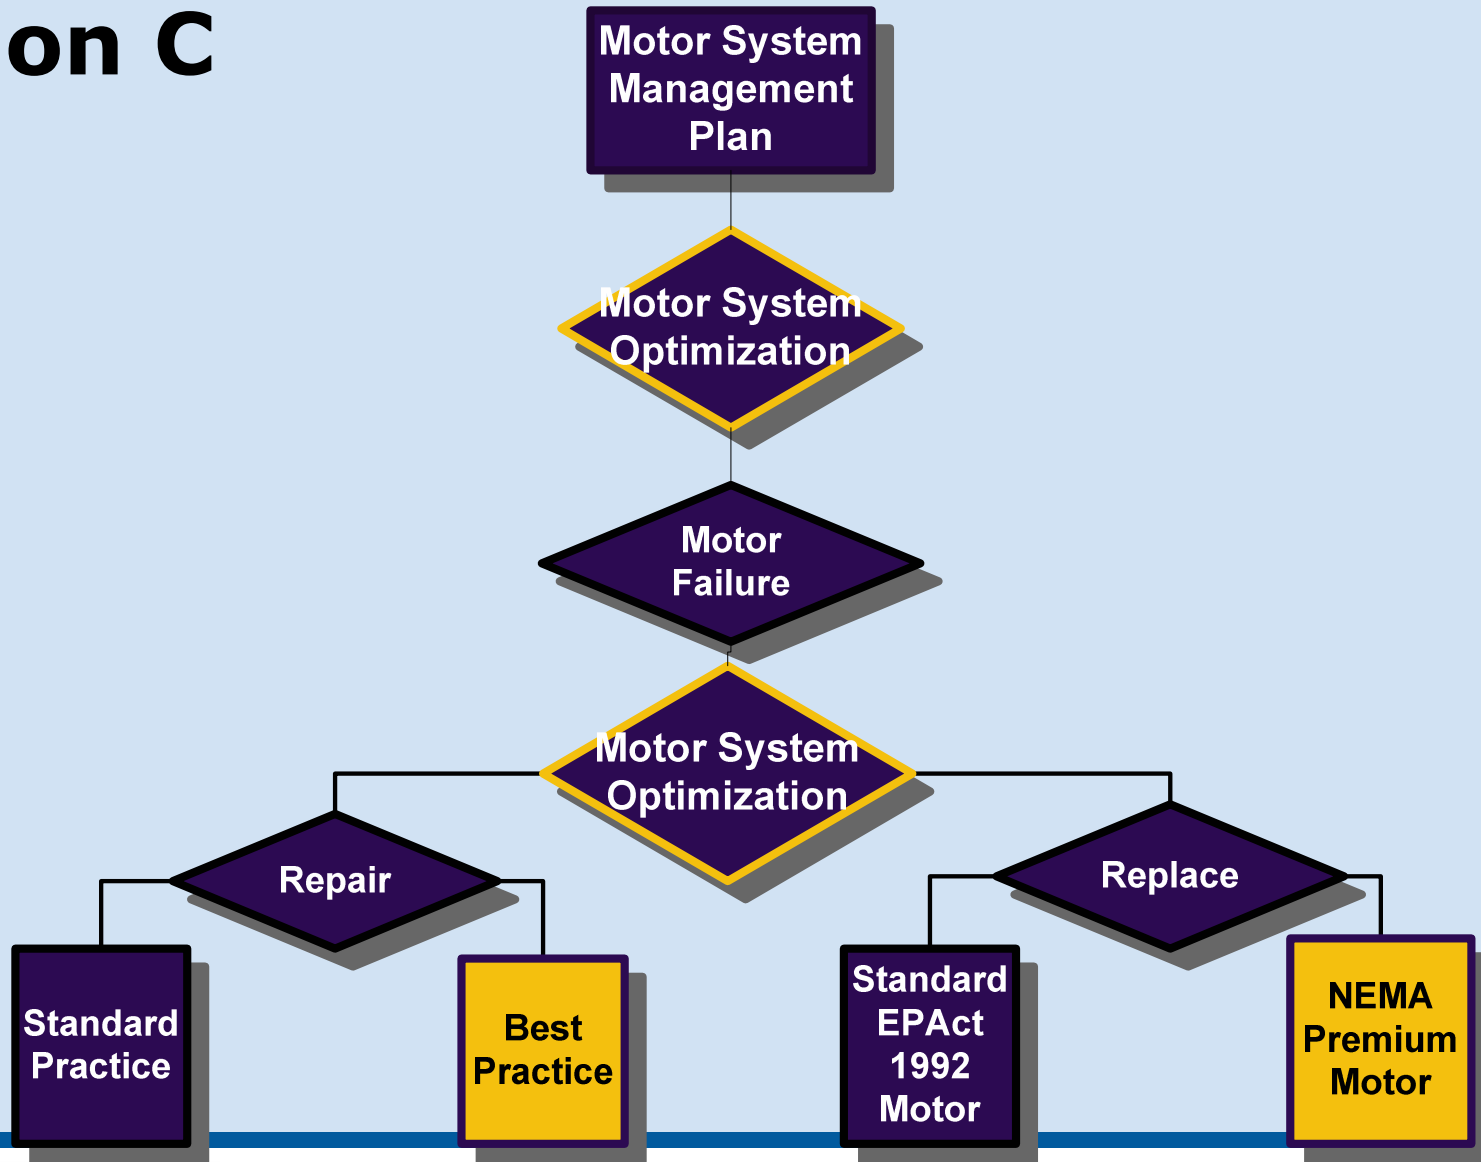 on C
Motor System
Management
Plan
Motor System
Optimization
Motor
Failure
Motor System
Optimization
Repair
Replace
Standard
Practice
Best
Practice
Standard
EPAct
1992
Motor
NEMA
Premium
Motor